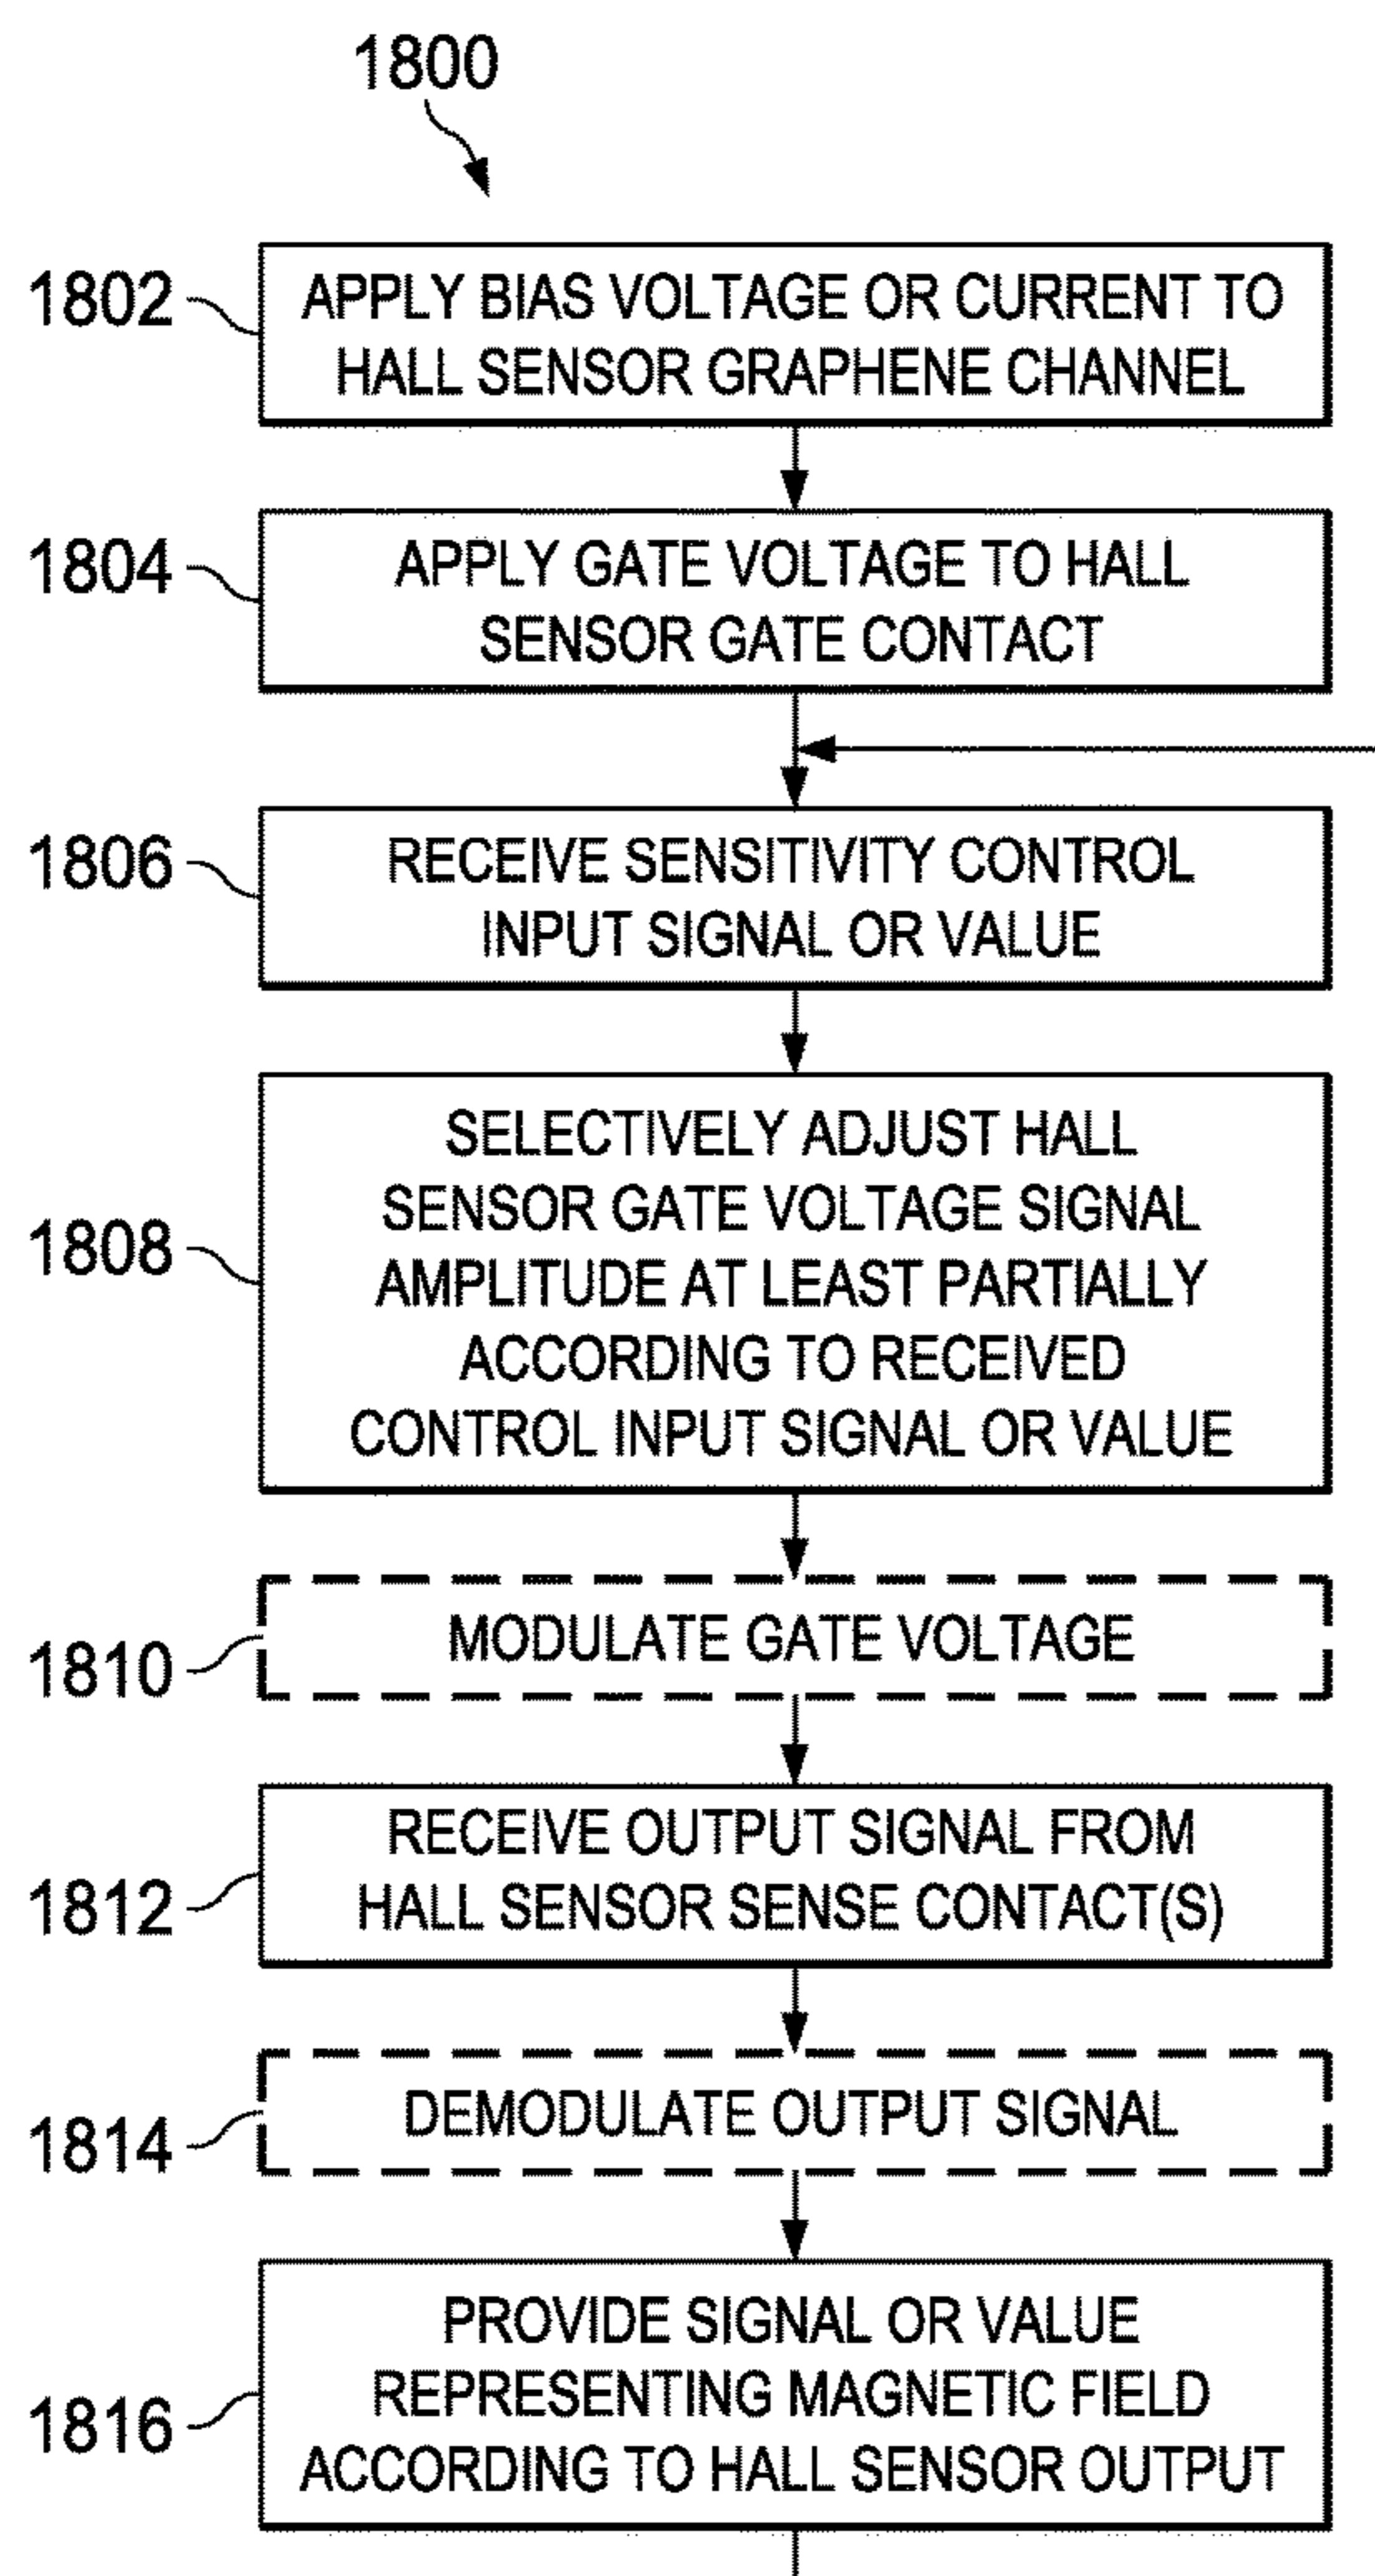 1800
1802
APPLY BIAS VOLTAGE OR CURRENT TO
HALL SENSOR GRAPHENE CHANNEL
1804
APPLY GATE VOLTAGE TO HALL
SENSOR GATE CONTACT
1806
RECEIVE SENSITIVITY CONTROL
INPUT SIGNAL OR VALUE
1808
SELECTIVELY ADJUST HALL
SENSOR GATE VOLTAGE SIGNAL
AMPLITUDE AT LEAST PARTIALLY
ACCORDING TO RECEIVED
CONTROL INPUT SIGNAL OR VALUE
1810
MODULATE GATE VOLTAGE
1812
RECEIVE OUTPUT SIGNAL FROM
HALL SENSOR SENSE CONTACT(S)
1814
DEMODULATE OUTPUT SIGNAL
1816
PROVIDE SIGNAL OR VALUE
REPRESENTING MAGNETIC FIELD
ACCORDING TO HALL SENSOR OUTPUT